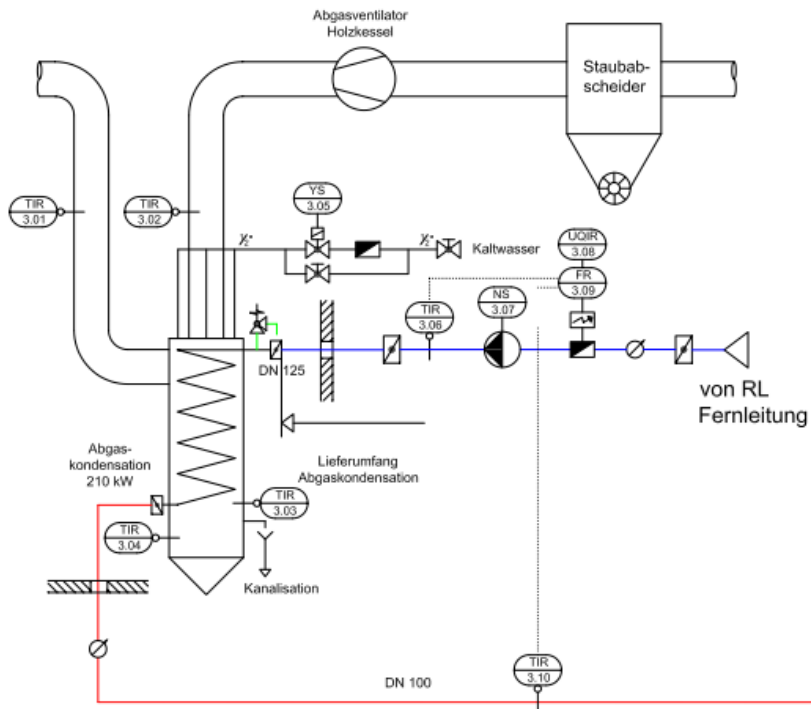 Abgasventilator
Holzkessel
Staubab-
scheider
TIR
3.01
TIR
3.02
YS
3.05
UQIR
3.08
½"
½"
Kaltwasser
FR
3.09
NS
3.07
TIR
3.06
DN 125
von RL
Fernleitung
Abgas-
kondensation
210 kW
Lieferumfang
Abgaskondensation
TIR
3.03
TIR
3.04
Kanalisation
TIR
3.10
DN 100